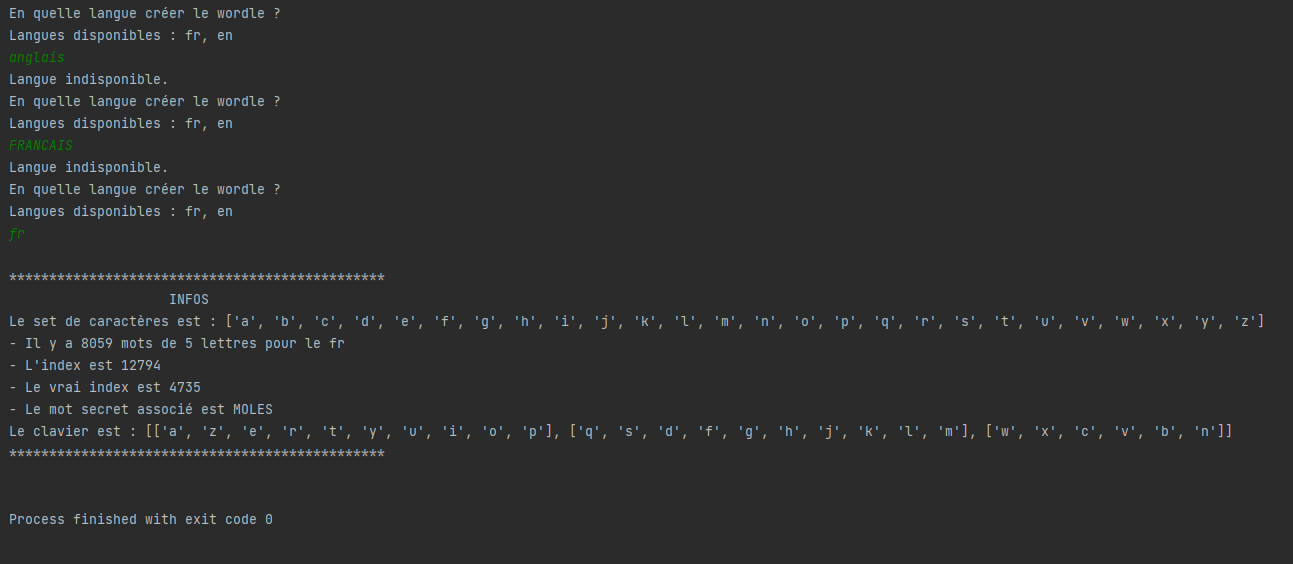 En quelle langue créer le wordle ?
Langues disponibles : fr, en
anglais
Langue indisponible.
En quelle langue créer le wordle ?
Langues disponibles : fr, en
FRANCAIS
Langue indisponible.
En quelle langue créer le wordle ?
Langues disponibles : fr, en
fr
***********************************************
INFOS
Le set de caractères est : ['a', 'b', 'c', 'd', 'e', 'f', 'g', 'h', 'i', 'j', 'k', 'l', 'm', 'n', 'o', 'p', 'q', 'r', 's', 't', 'u', 'v', 'w', 'x', 'y', 'z']
- Il y a 8059 mots de 5 lettres pour le fr
- L'index est 12794
- Le vrai index est 4735
- Le mot secret associé est MOLES
Le clavier est : [['a', 'z', 'e', 'r', 't', 'y', 'u', 'i', 'o', 'p'], ['q', 's', 'd', 'f', 'g', 'h', 'j', 'k', 'l', 'm'], ['w', 'x', 'c', 'v', 'b', 'n']]
***********************************************
Process finished with exit code 0